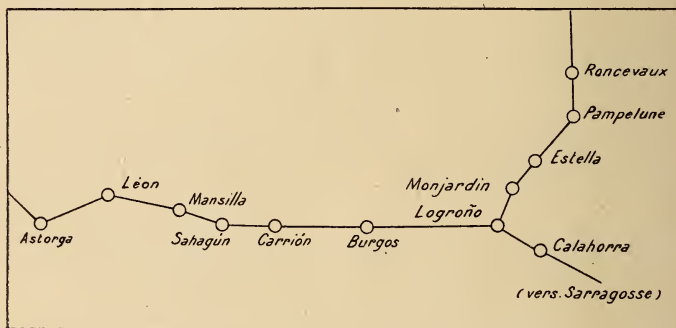 Roncevaux
Pampelune
Estella
Monjardin
Léon
Mansilla
Logroño
Astorga
Sahagún
Carrión
Burgos
Calahorra
(vers. Sarragosse)